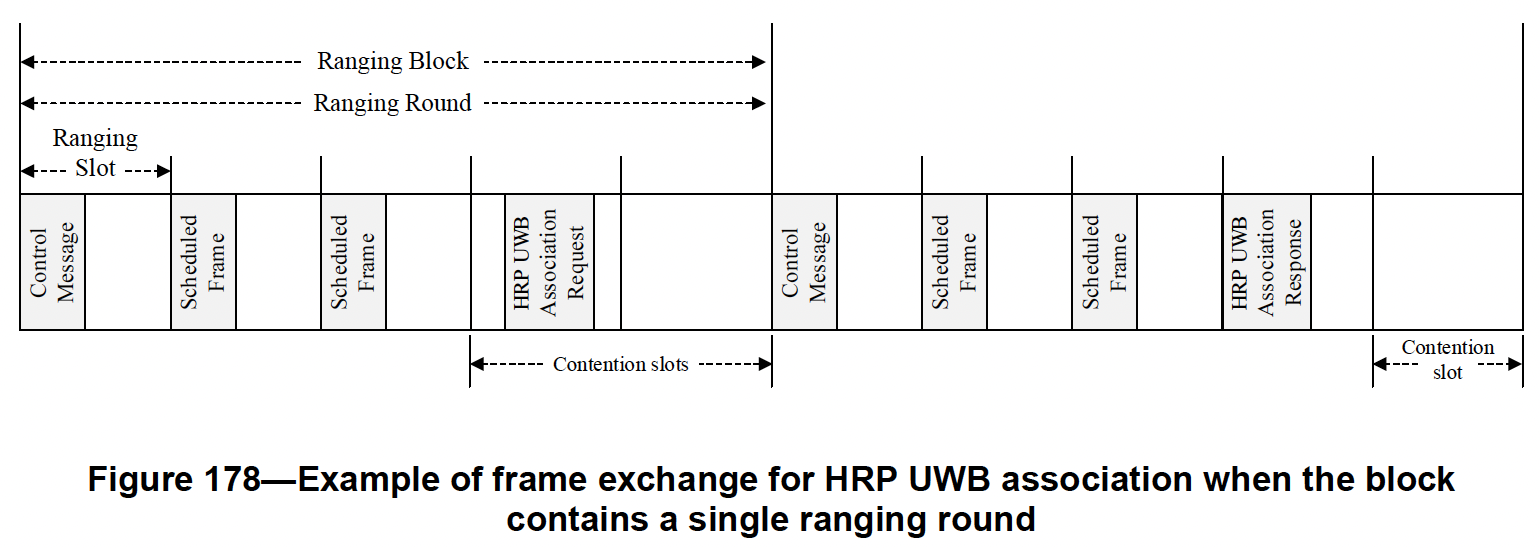 Ranging Block
Ranging Round
Ranging
Slot
Control
Message
Scheduled
Frame
Scheduled
Frame
HRP UWB
Association
Request
Control
Message
Scheduled
Frame
Scheduled
Frame
HRP UWB
Association
Response
Contention slots
Contention
slot
Figure 178—Example of frame exchange for HRP UWB association when the block
contains a single ranging round